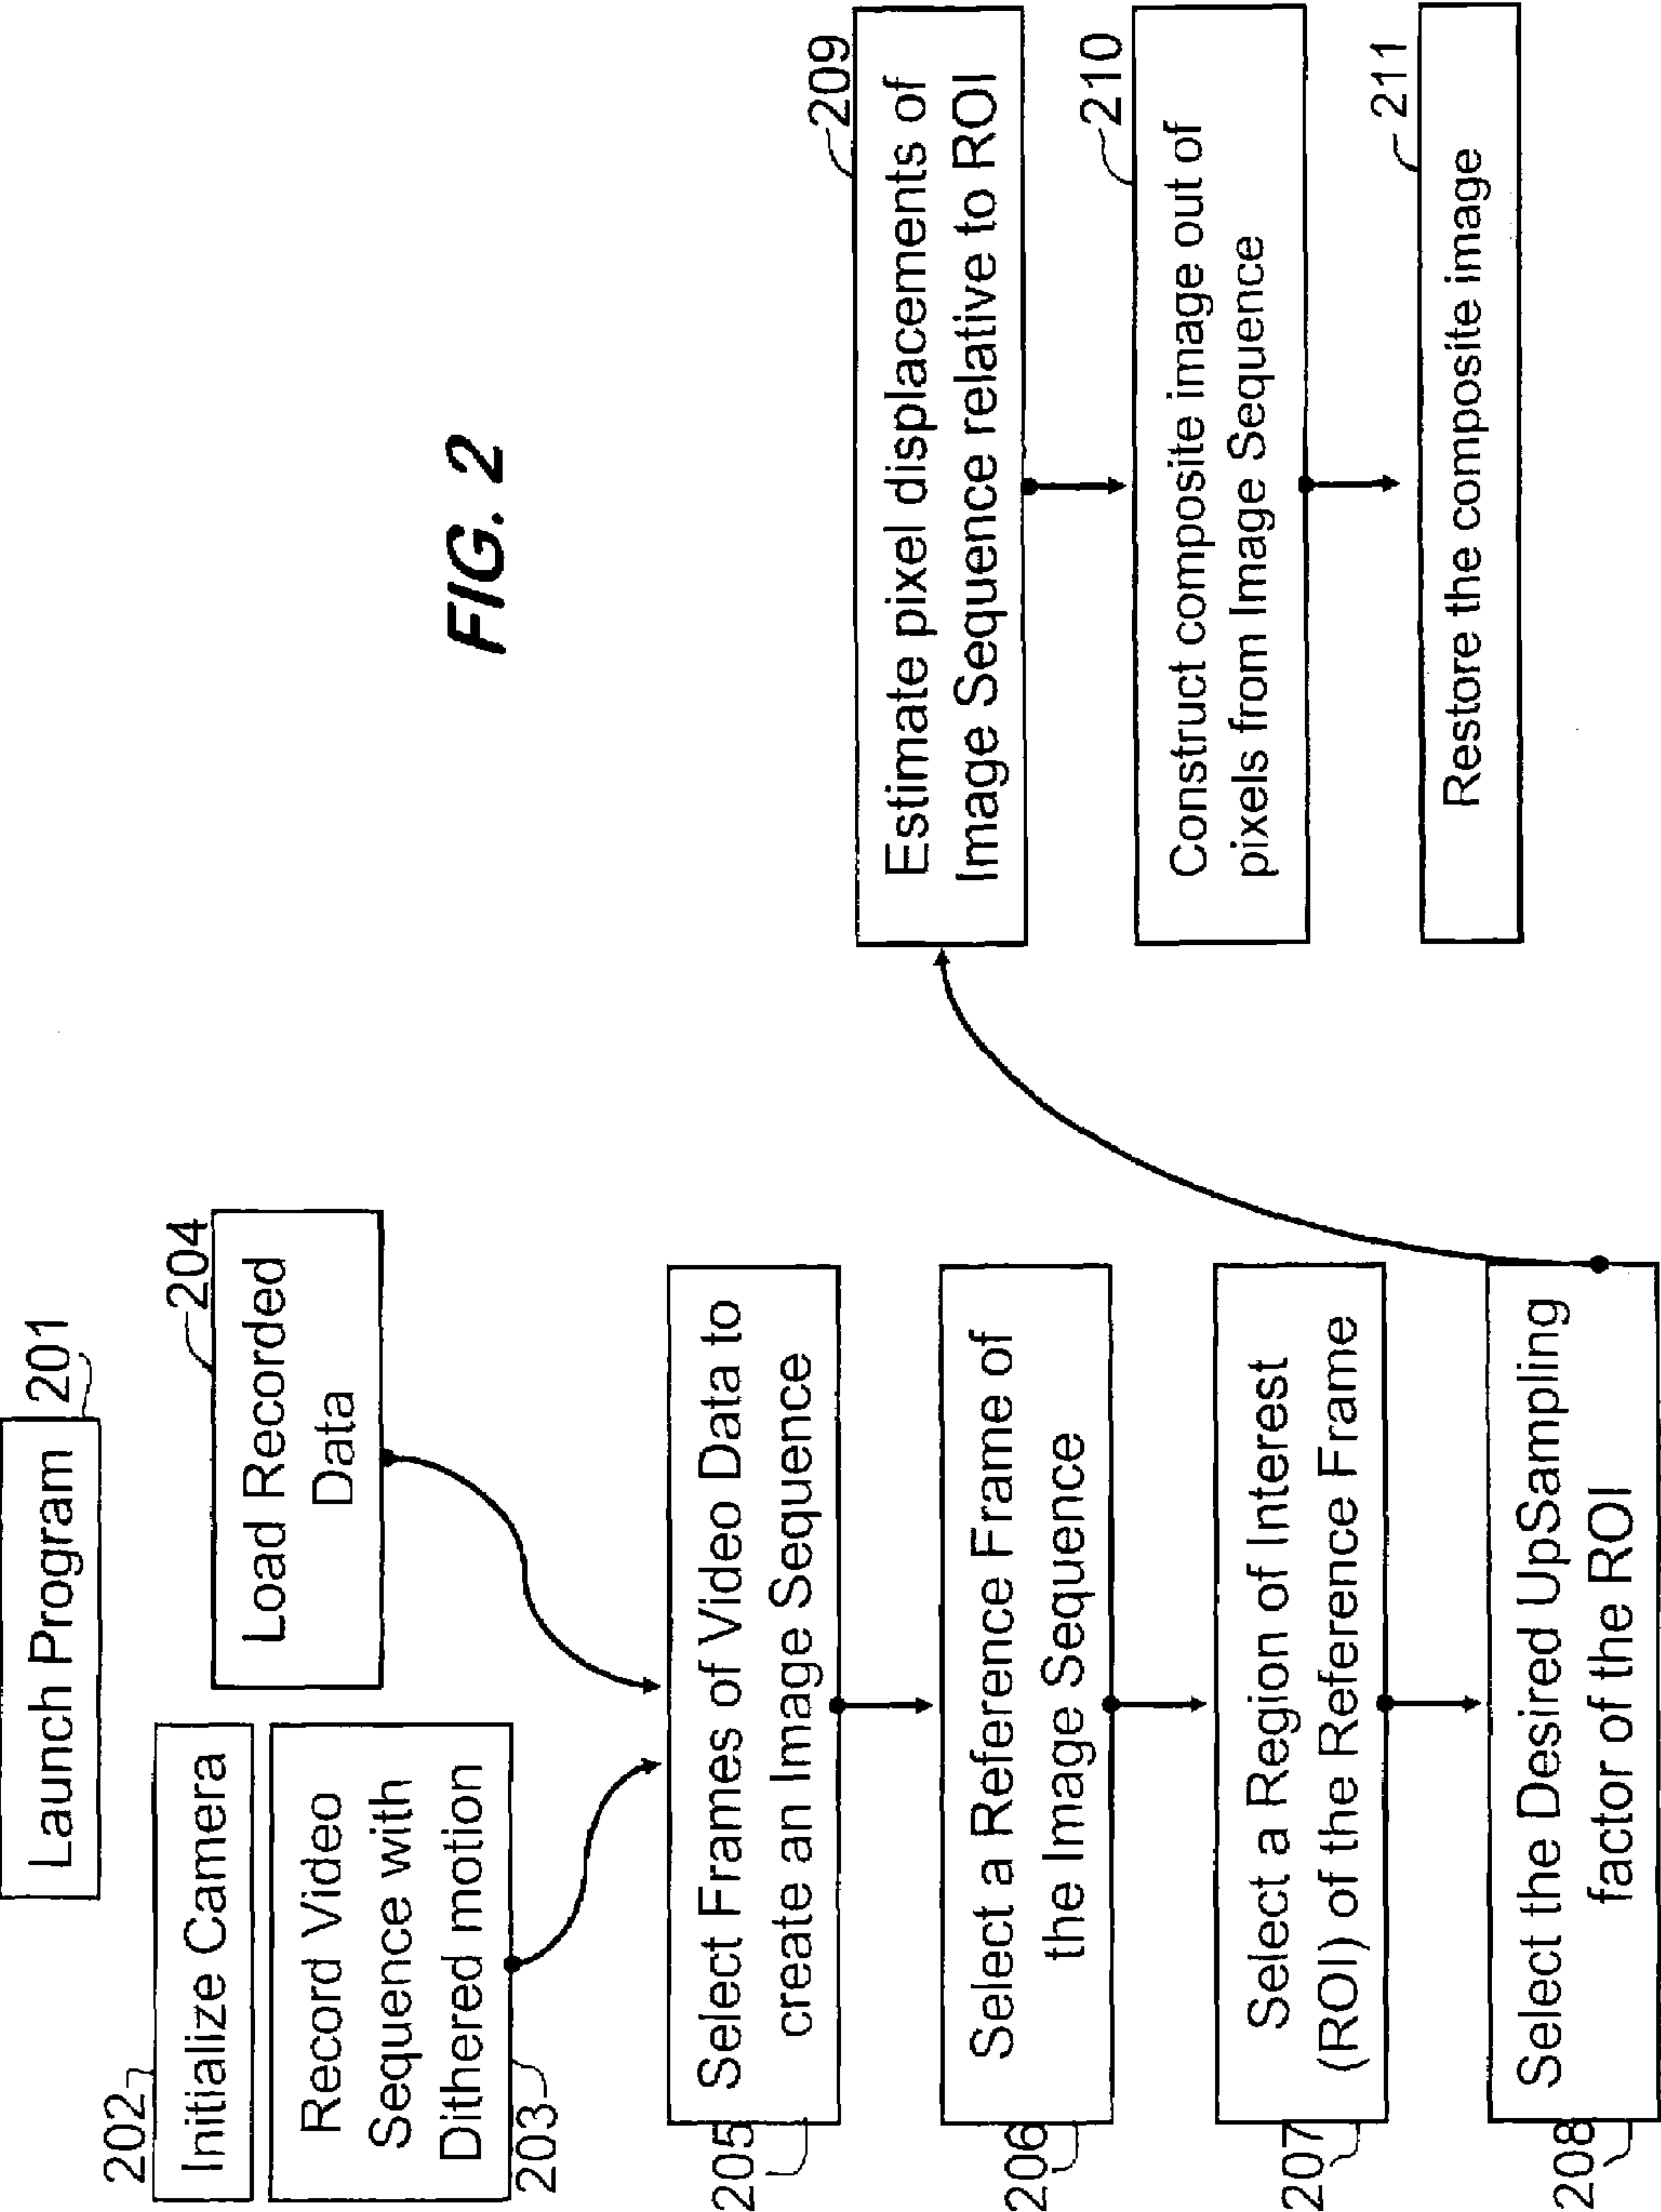 Launch Program
201
202
Initialize Camera
Record Video
Sequence with
Dithered motion
203
204
Load Recorded
Data
205
Select Frames of Video Data to
create an Image Sequence
206
Select a Reference Frame of
the Image Sequence
207
Select a Region of Interest
(ROI) of the Reference Frame
208
Select the Desired UpSampling
factor of the ROI
FIG. 2
209
Estimate pixel displacements of
Image Sequence relative to ROI
210
Construct composite image out of
pixels from Image Sequence
211
Restore the composite image